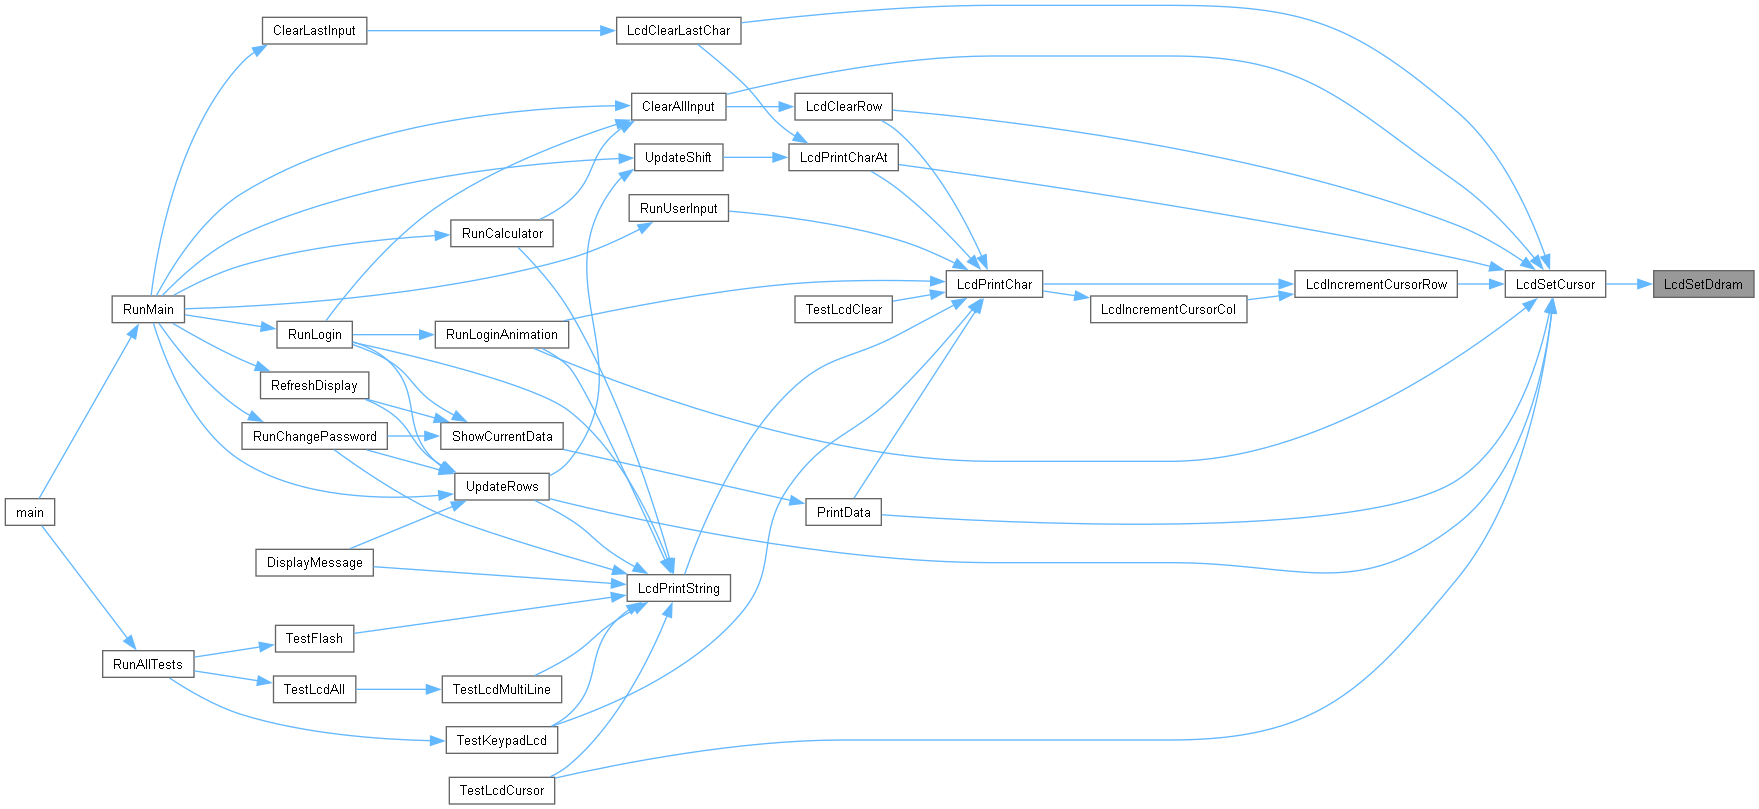 ClearLastInput
LcdClearLastChar
ClearAllInput
LcdClearRow
UpdateShift
LcdPrintCharAt
RunUserInput
RunCalculator
LcdPrintChar
LcdIncrementCursorRow
LcdSetCursor
LcdSetDdram
RunMain
TestLcdClear
LcdIncrementCursorCol
RunLogin
RunLoginAnimation
RefreshDisplay
RunChangePassword
ShowCurrentData
UpdateRows
main
PrintData
DisplayMessage
LcdPrintString
TestFlash
RunAllTests
TestLcdAll
TestLcdMultiLine
TestKeypadLcd
TestLcdCursor